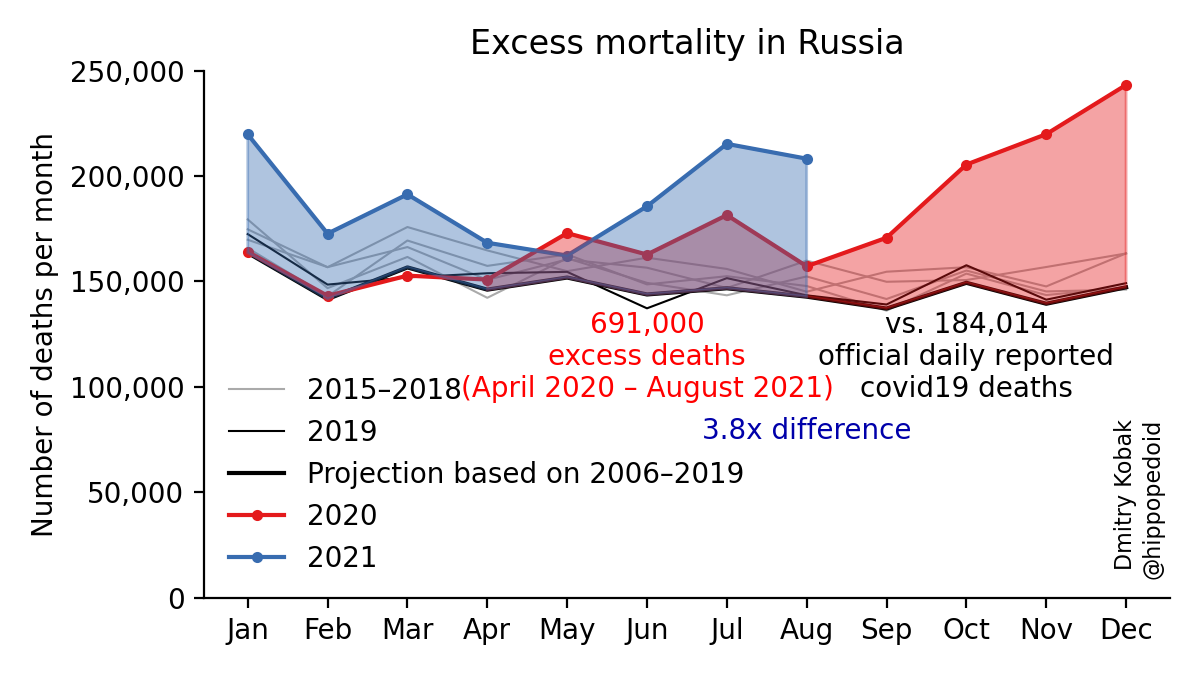 Excess mortality in Russia
Number of deaths per month
250,000
200,000
150,000
100,000
50,000
0
691,000
excess deaths
(April 2020 – August 2021)
vs. 184,014
official daily reported
covid19 deaths
3.8x difference
2015–2018
2019
Projection based on 2006–2019
2020
2021
Dmitry Kobak
@hippopedoid
Jan Feb Mar Apr May Jun Jul Aug Sep Oct Nov Dec